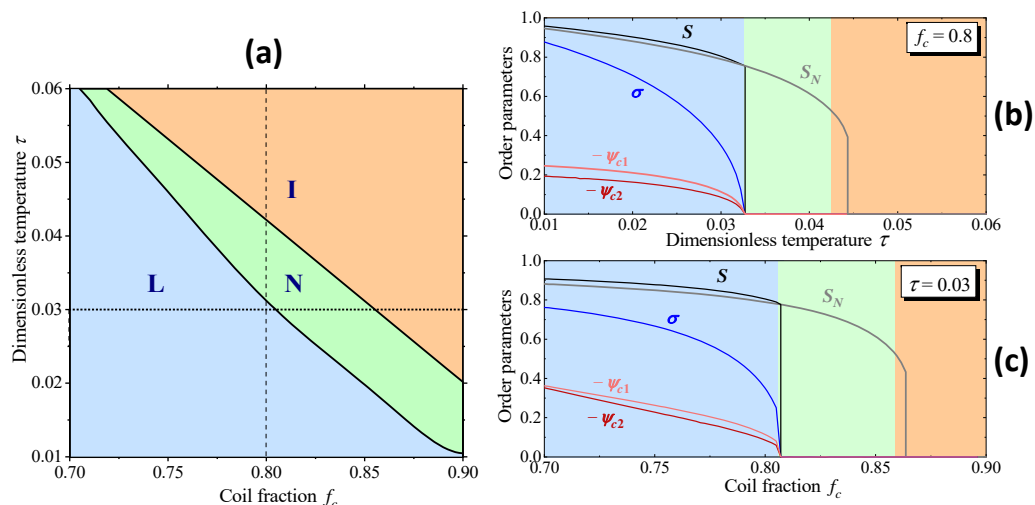 (a)
0.06
0.05
0.04
0.03
0.02
0.01
0.70
0.75
0.80
0.85
0.90
Dimensionless temperature τ
Coil fraction f_c
I
L
N
(b)
1.0
0.8
0.6
0.4
0.2
0.0
0.01
0.02
0.03
0.04
0.05
0.06
Order parameters
Dimensionless temperature τ
S
S_N
σ
− ψ_c1
− ψ_c2
f_c = 0.8
(c)
1.0
0.8
0.6
0.4
0.2
0.0
0.70
0.75
0.80
0.85
0.90
Order parameters
Coil fraction f_c
S
S_N
σ
− ψ_c1
− ψ_c2
τ = 0.03